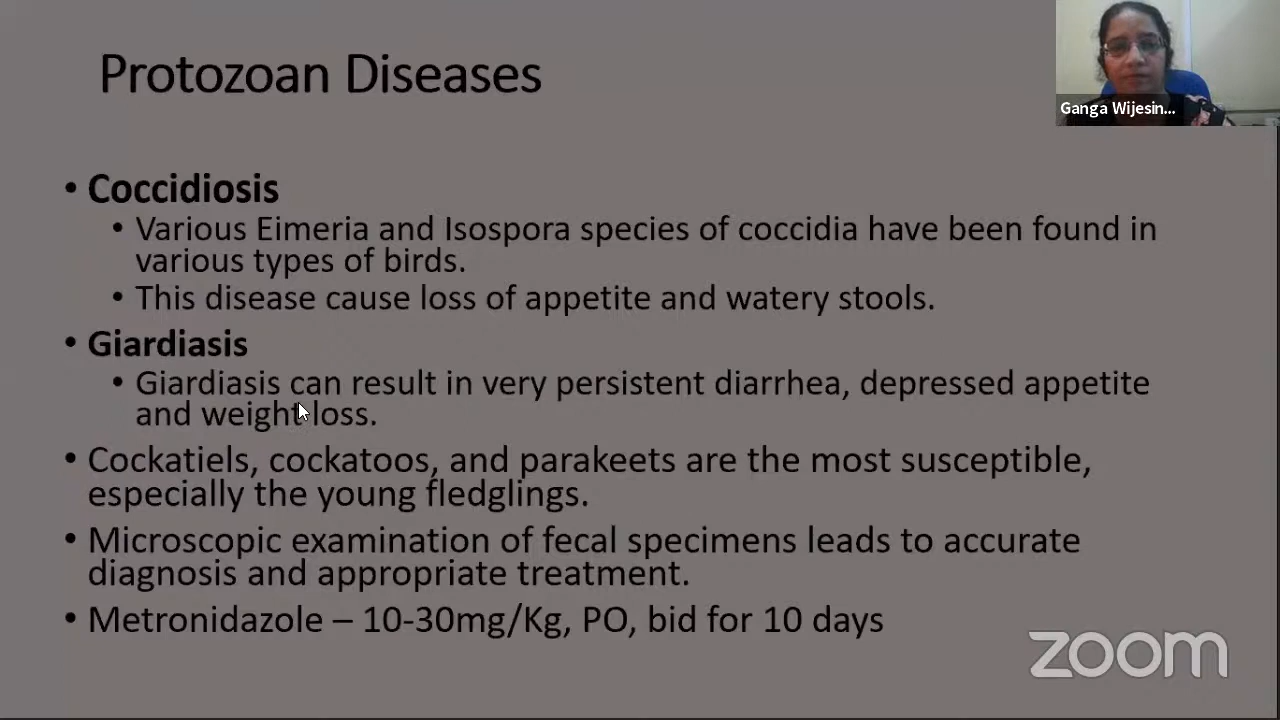 Protozoan Diseases
Ganga Wijesin...
• Coccidiosis
• Various Eimeria and Isospora species of coccidia have been found in
various types of birds.
• This disease cause loss of appetite and watery stools.
• Giardiasis
• Giardiasis can result in very persistent diarrhea, depressed appetite
and weight loss.
• Cockatiels, cockatoos, and parakeets are the most susceptible,
especially the young fledglings.
• Microscopic examination of fecal specimens leads to accurate
diagnosis and appropriate treatment.
• Metronidazole – 10-30mg/Kg, PO, bid for 10 days
zoom